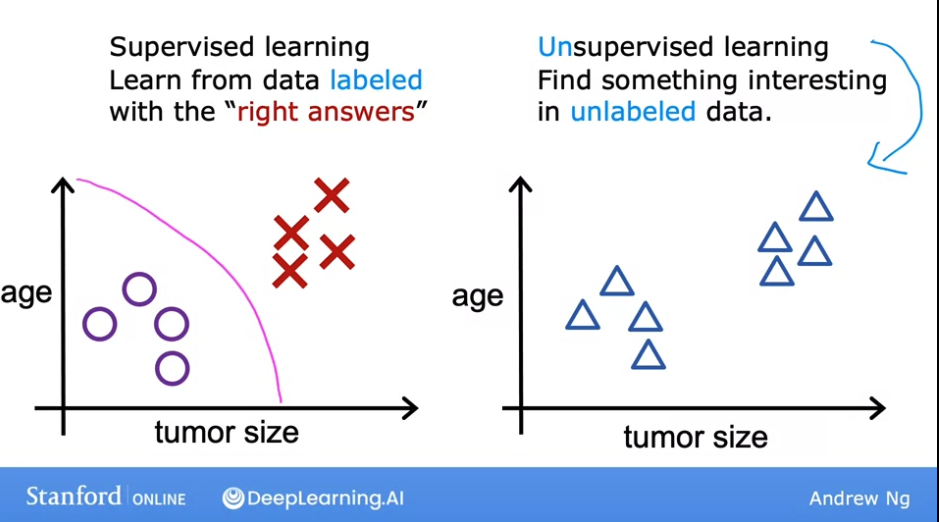 Supervised learning
Learn from data labeled
with the “right answers”
Unsupervised learning
Find something interesting
in unlabeled data.
age
tumor size
age
tumor size
Stanford ONLINE
DeepLearning.AI
Andrew Ng